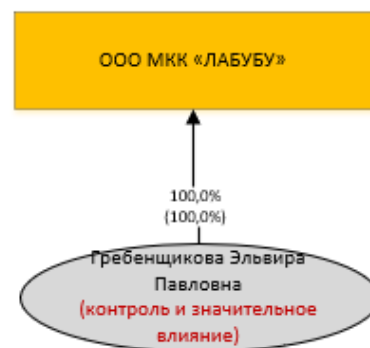 ООО МКК «ЛАБУБУ»
100,0%
(100,0%)
Гребенщикова Эльвира
Павловна
(контроль и значительное
влияние)